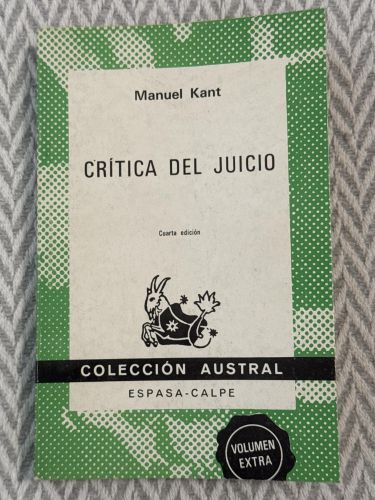 Manuel Kant
CRÍTICA DEL JUICIO
Cuarta edición
COLECCIÓN AUSTRAL
ESPASA-CALPE
VOLUMEN
EXTRA